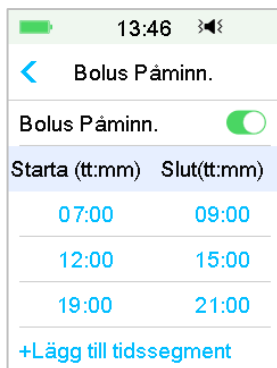 13:46
Bolus Påminn.
Bolus Påminn.
Starta (tt:mm) Slut(tt:mm)
07:00 09:00
12:00 15:00
19:00 21:00
+Lägg till tidssegment